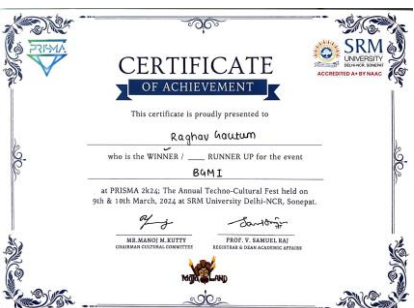 PRISMA
SRM
UNIVERSITY
DELHI-NCR, SONEPAT
ACCREDITED A+ BY NAAC
CERTIFICATE
OF ACHIEVEMENT
This certificate is proudly presented to
Raghav Goutum
who is the WINNER / ____ RUNNER UP for the event
BGMI
at PRISMA 2k24; The Annual Techno-Cultural Fest held on
9th & 10th March, 2024 at SRM University Delhi-NCR, Sonepat.
MR.MANOJ M.KUTTY
CHAIRMAN CULTURAL COMMITTEE
PROF. V. SAMUEL RAJ
REGISTRAR & DEAN ACADEMIC AFFAIRS